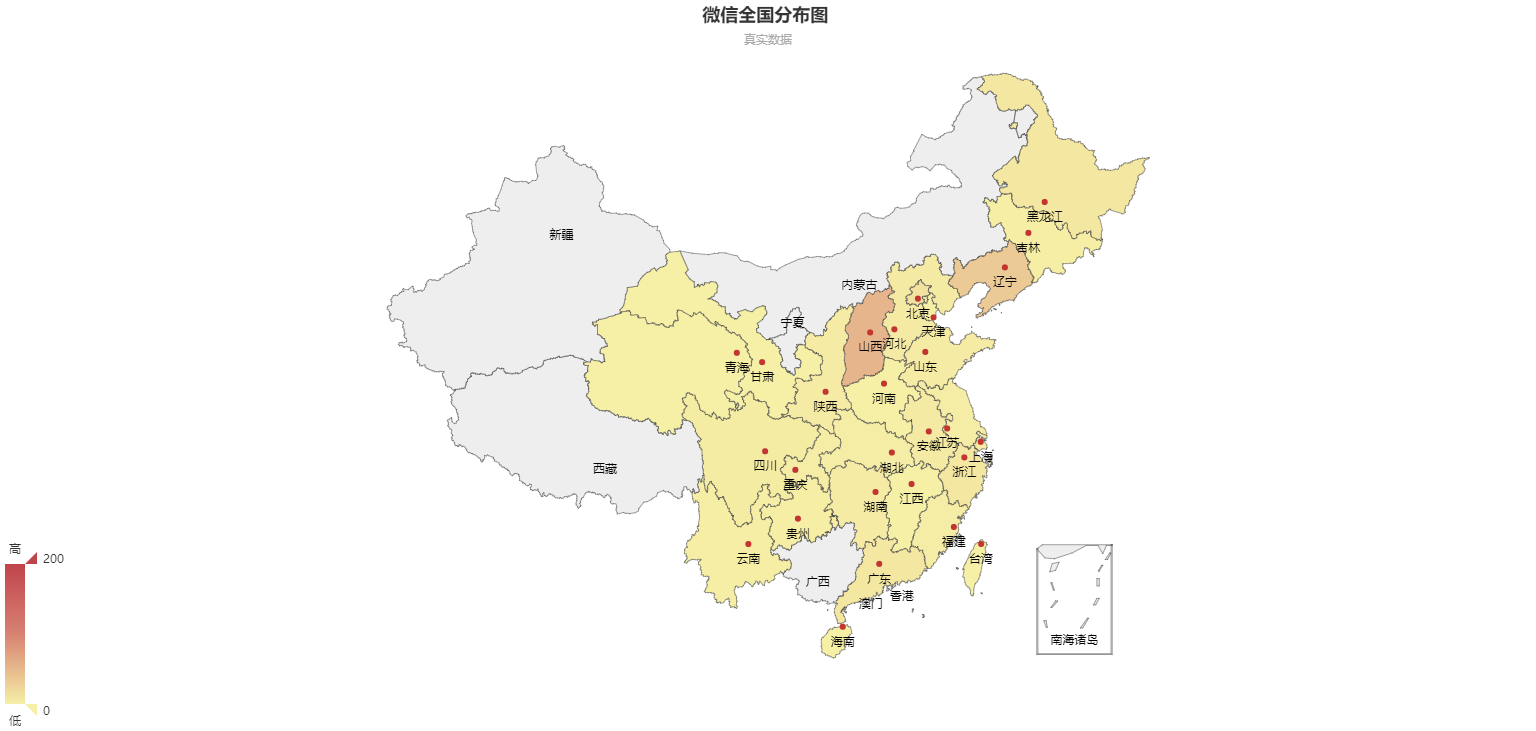 微信全国分布图
真实数据
黑龙江
新疆
吉林
辽宁
内蒙古
北京
宁夏
天津
山西
河北
青海
甘肃
山东
河南
陕西
安徽
江苏
上海
四川
湖北
浙江
西藏
重庆
江西
湖南
贵州
福建
云南
台湾
广东
广西
香港
澳门
海南
南海诸岛
高
200
0
低